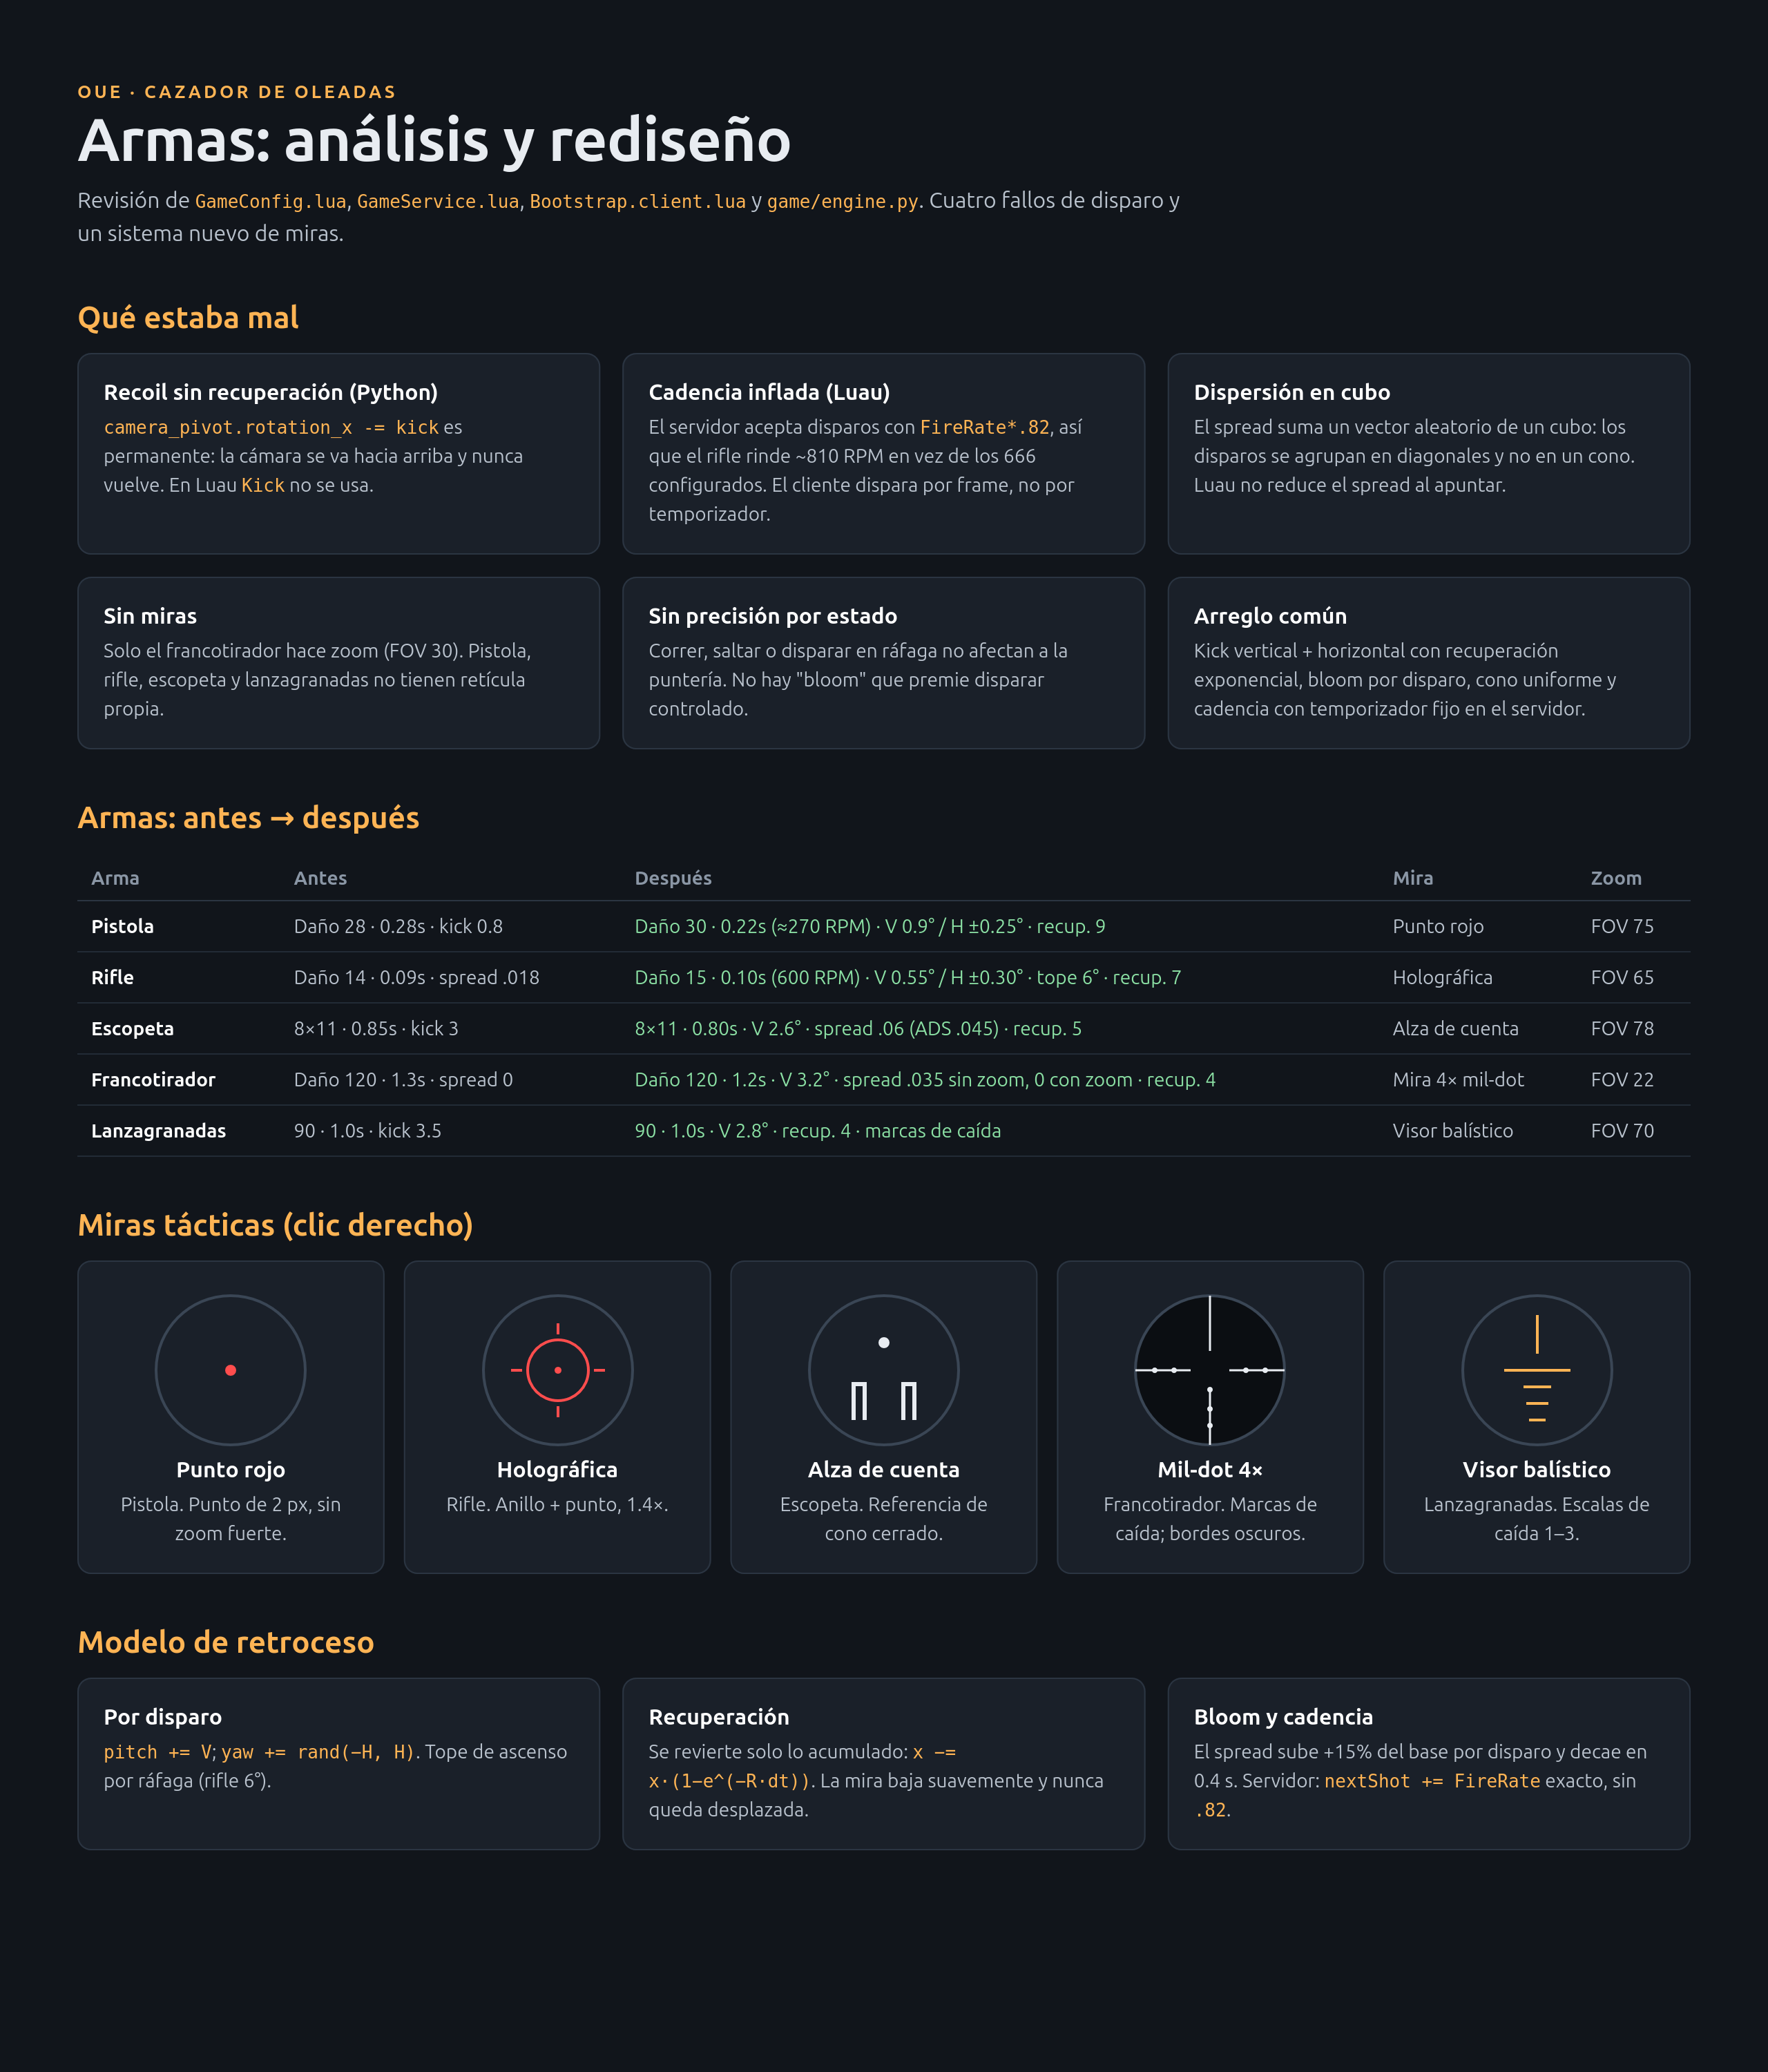 OUE · CAZADOR DE OLEADAS
Armas: análisis y rediseño
Revisión de GameConfig.lua, GameService.lua, Bootstrap.client.lua y game/engine.py. Cuatro fallos de disparo y
un sistema nuevo de miras.
Qué estaba mal
Recoil sin recuperación (Python)
camera_pivot.rotation_x -= kick es
permanente: la cámara se va hacia arriba y nunca
vuelve. En Luau Kick no se usa.
Cadencia inflada (Luau)
El servidor acepta disparos con FireRate*.82, así
que el rifle rinde ~810 RPM en vez de los 666
configurados. El cliente dispara por frame, no por
temporizador.
Dispersión en cubo
El spread suma un vector aleatorio de un cubo: los
disparos se agrupan en diagonales y no en un cono.
Luau no reduce el spread al apuntar.
Sin miras
Solo el francotirador hace zoom (FOV 30). Pistola,
rifle, escopeta y lanzagranadas no tienen retícula
propia.
Sin precisión por estado
Correr, saltar o disparar en ráfaga no afectan a la
puntería. No hay "bloom" que premie disparar
controlado.
Arreglo común
Kick vertical + horizontal con recuperación
exponencial, bloom por disparo, cono uniforme y
cadencia con temporizador fijo en el servidor.
Armas: antes → después
Arma Antes Después Mira Zoom
Pistola Daño 28 · 0.28s · kick 0.8 Daño 30 · 0.22s (≈270 RPM) · V 0.9° / H ±0.25° · recup. 9 Punto rojo FOV 75
Rifle Daño 14 · 0.09s · spread .018 Daño 15 · 0.10s (600 RPM) · V 0.55° / H ±0.30° · tope 6° · recup. 7 Holográfica FOV 65
Escopeta 8×11 · 0.85s · kick 3 8×11 · 0.80s · V 2.6° · spread .06 (ADS .045) · recup. 5 Alza de cuenta FOV 78
Francotirador Daño 120 · 1.3s · spread 0 Daño 120 · 1.2s · V 3.2° · spread .035 sin zoom, 0 con zoom · recup. 4 Mira 4× mil-dot FOV 22
Lanzagranadas 90 · 1.0s · kick 3.5 90 · 1.0s · V 2.8° · recup. 4 · marcas de caída Visor balístico FOV 70
Miras tácticas (clic derecho)
Punto rojo
Pistola. Punto de 2 px, sin
zoom fuerte.
Holográfica
Rifle. Anillo + punto, 1.4×.
Alza de cuenta
Escopeta. Referencia de
cono cerrado.
Mil-dot 4×
Francotirador. Marcas de
caída; bordes oscuros.
Visor balístico
Lanzagranadas. Escalas de
caída 1–3.
Modelo de retroceso
Por disparo
pitch += V; yaw += rand(−H, H). Tope de ascenso
por ráfaga (rifle 6°).
Recuperación
Se revierte solo lo acumulado: x −=
x·(1−e^(−R·dt)). La mira baja suavemente y nunca
queda desplazada.
Bloom y cadencia
El spread sube +15% del base por disparo y decae en
0.4 s. Servidor: nextShot += FireRate exacto, sin
.82.